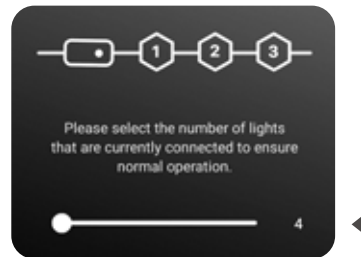 1 2 3
Please select the number of lights
that are currently connected to ensure
normal operation.
4